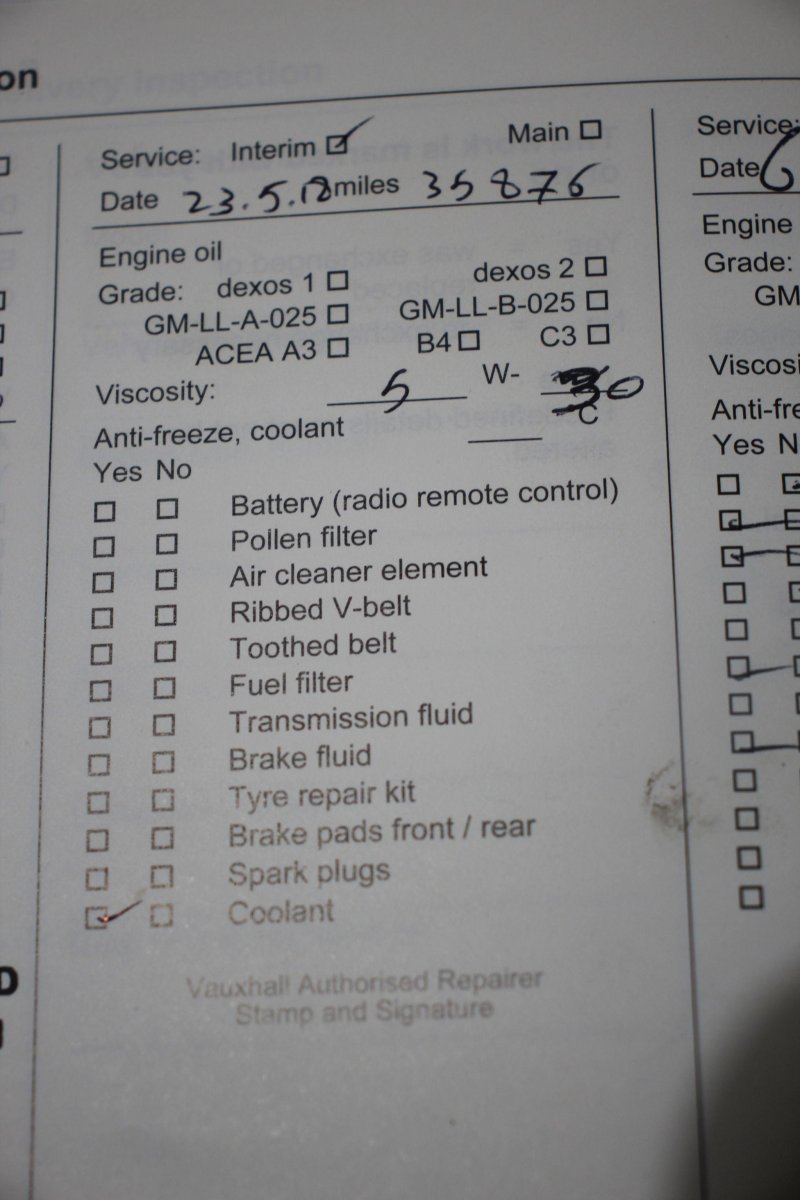 on
Service: Interim Main
Date 23.5.18 miles 35876
Engine oil
Grade: dexos 1 dexos 2
GM-LL-A-025 GM-LL-B-025
ACEA A3 B4 C3
Viscosity: 5 W- 30
Anti-freeze, coolant C
Yes No
Battery (radio remote control)
Pollen filter
Air cleaner element
Ribbed V-belt
Toothed belt
Fuel filter
Transmission fluid
Brake fluid
Tyre repair kit
Brake pads front / rear
Spark plugs
Coolant
Vauxhall Authorised Repairer
Stamp and Signature
Service:
Date
Engine
Grade:
GM
Viscosi
Anti-fre
Yes N
D